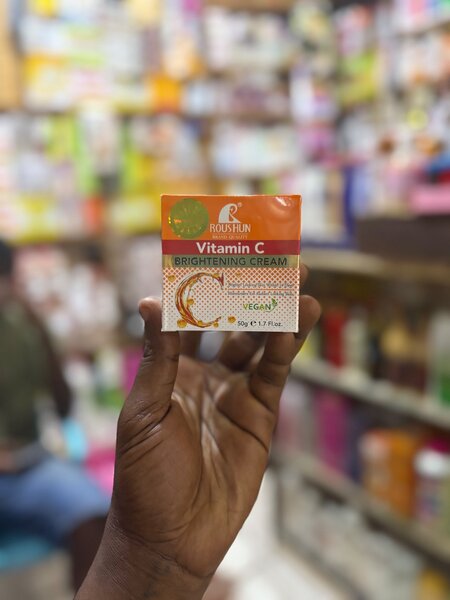 ROUSHUN®
BRAND QUALITY
Vitamin C
BRIGHTENING CREAM
VEGAN
50g e 1.7 Fl.oz.